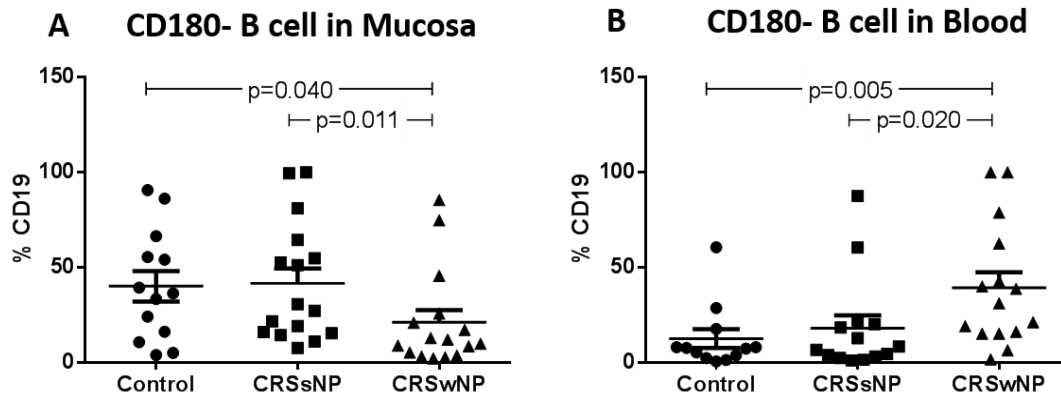 A CD180- B cell in Mucosa
150
100
50
0
% CD19
p=0.040
p=0.011
Control CRSsNP CRSwNP
B CD180- B cell in Blood
150
100
50
0
% CD19
p=0.005
p=0.020
Control CRSsNP CRSwNP